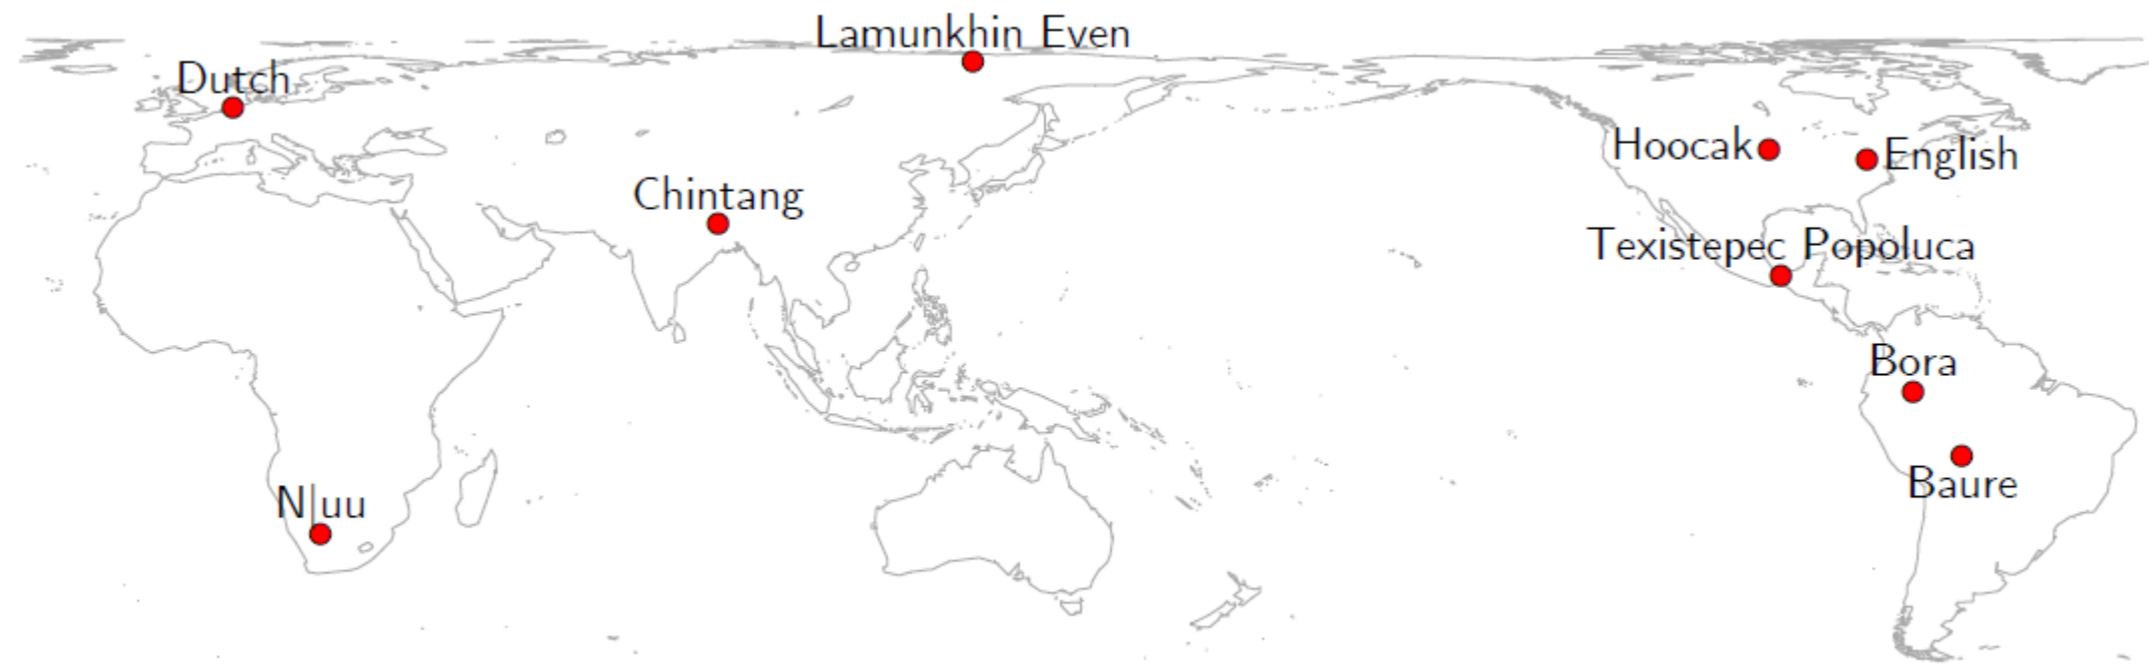 Lamunkhin Even
Dutch
Hoocak
English
Chintang
Texistepec Popoluca
Bora
Baure
N|uu